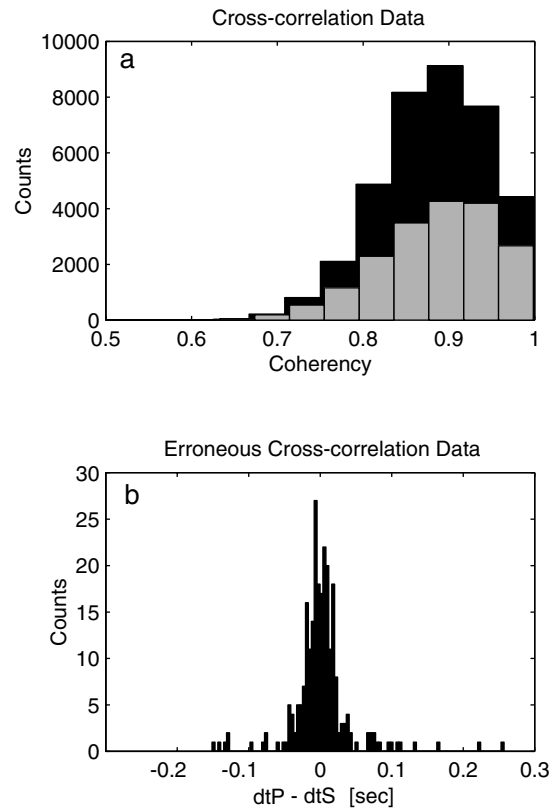 Cross-correlation Data
a
10000
8000
6000
4000
2000
0
Counts
0.5 0.6 0.7 0.8 0.9 1
Coherency
Erroneous Cross-correlation Data
b
30
25
20
15
10
5
0
Counts
-0.2 -0.1 0 0.1 0.2 0.3
dtP - dtS [sec]